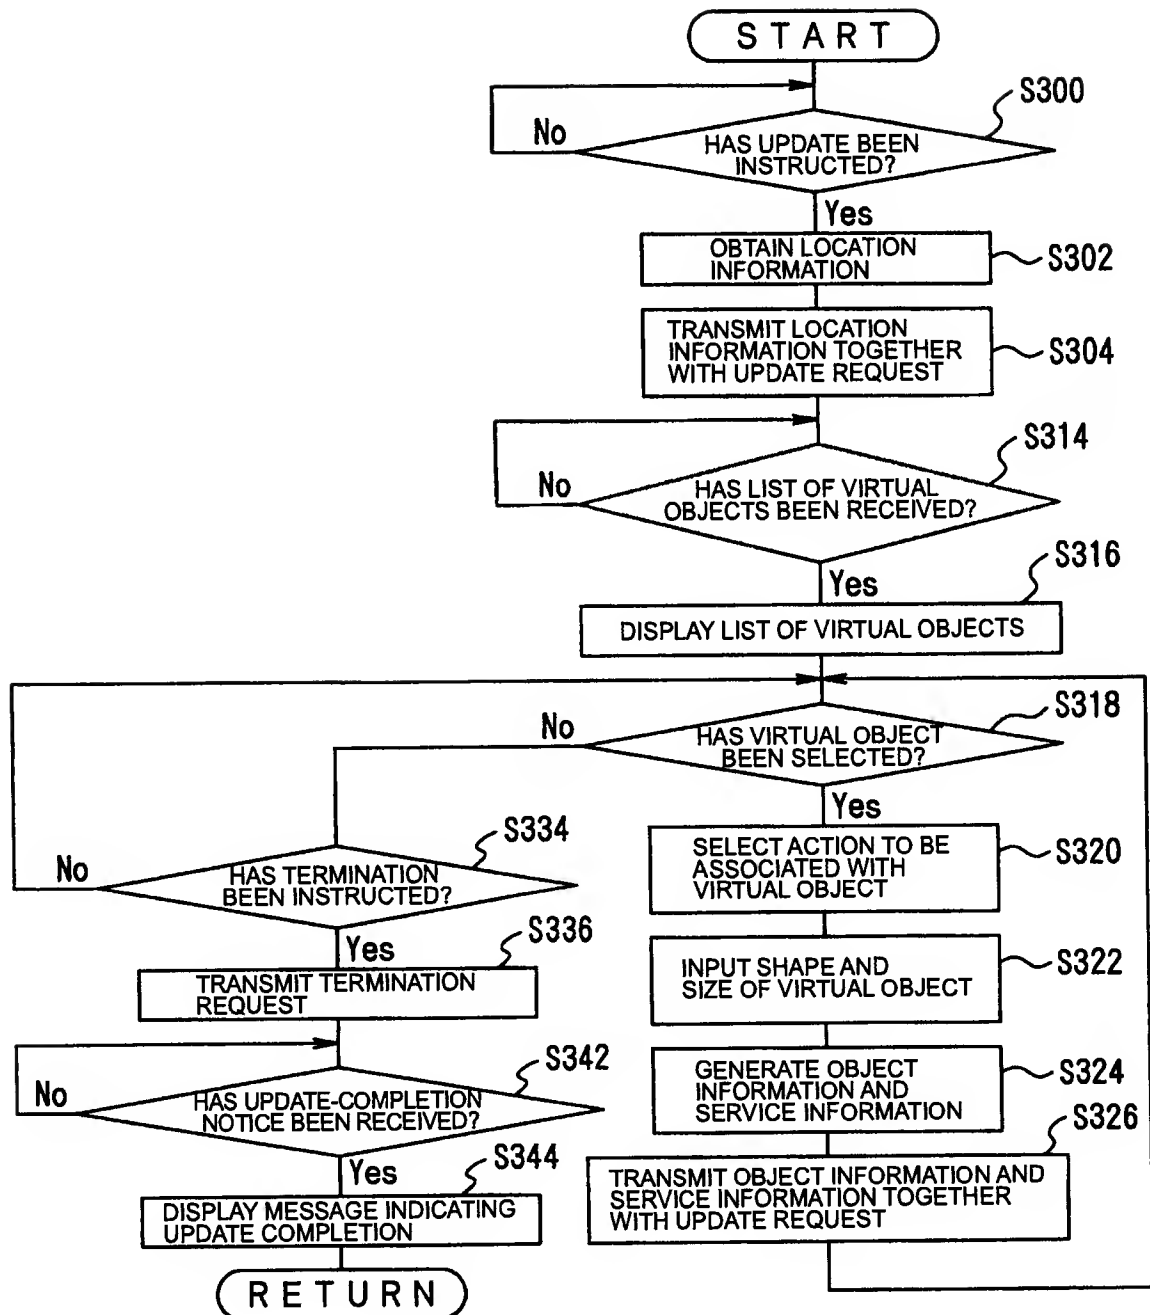 START
S300
No
HAS UPDATE BEEN
INSTRUCTED?
Yes
OBTAIN LOCATION
INFORMATION
S302
TRANSMIT LOCATION
INFORMATION TOGETHER
WITH UPDATE REQUEST
S304
S314
No
HAS LIST OF VIRTUAL
OBJECTS BEEN RECEIVED?
Yes
S316
DISPLAY LIST OF VIRTUAL OBJECTS
S318
No
HAS VIRTUAL OBJECT
BEEN SELECTED?
Yes
S320
SELECT ACTION TO BE
ASSOCIATED WITH
VIRTUAL OBJECT
S322
INPUT SHAPE AND
SIZE OF VIRTUAL OBJECT
S324
GENERATE OBJECT
INFORMATION AND
SERVICE INFORMATION
S326
TRANSMIT OBJECT INFORMATION AND
SERVICE INFORMATION TOGETHER
WITH UPDATE REQUEST
S334
No
HAS TERMINATION
BEEN INSTRUCTED?
Yes
S336
TRANSMIT TERMINATION
REQUEST
S342
No
HAS UPDATE-COMPLETION
NOTICE BEEN RECEIVED?
Yes
S344
DISPLAY MESSAGE INDICATING
UPDATE COMPLETION
RETURN